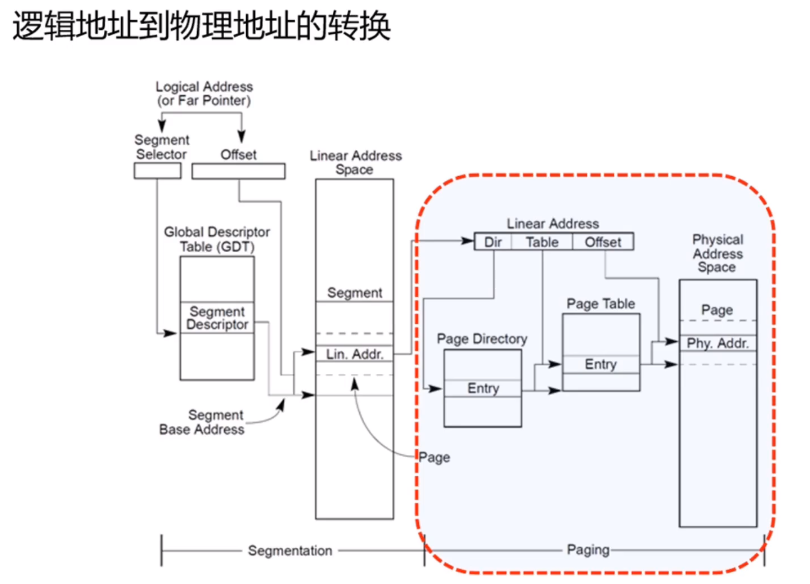 逻辑地址到物理地址的转换
Logical Address
(or Far Pointer)
Segment
Selector
Offset
Linear Address
Space
Global Descriptor
Table (GDT)
Segment
Descriptor
Segment
Lin. Addr.
Segment
Base Address
Page
Linear Address
Dir
Table
Offset
Physical
Address
Space
Page Table
Page
Phy. Addr.
Page Directory
Entry
Entry
Segmentation
Paging